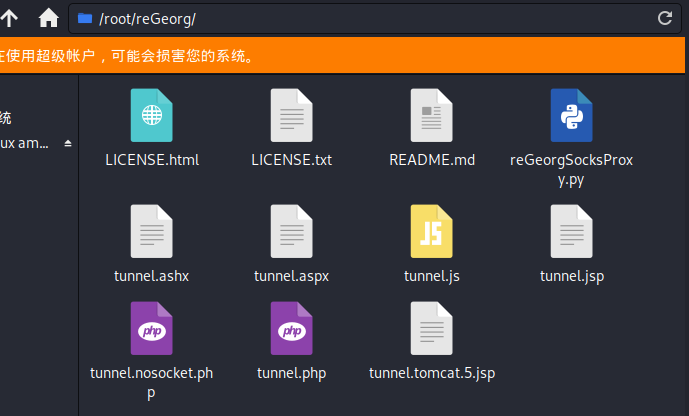 /root/reGeorg/
在使用超级帐户，可能会损害您的系统。
统
ux am...
LICENSE.html
LICENSE.txt
README.md
reGeorgSocksProx
y.py
JS
tunnel.ashx
tunnel.aspx
tunnel.js
tunnel.jsp
php
php
tunnel.nosocket.ph
p
tunnel.php
tunnel.tomcat.5.jsp